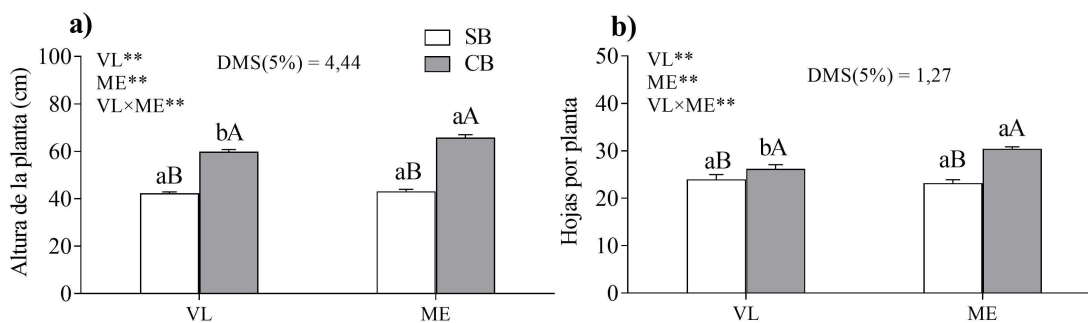 a)
SB
CB
VL**
ME**
VL×ME**
DMS(5%) = 4,44
Altura de la planta (cm)
100
80
60
40
20
0
aB
bA
aB
aA
VL
ME
b)
VL**
ME**
VL×ME**
DMS(5%) = 1,27
Hojas por planta
50
40
30
20
10
0
aB
bA
aB
aA
VL
ME